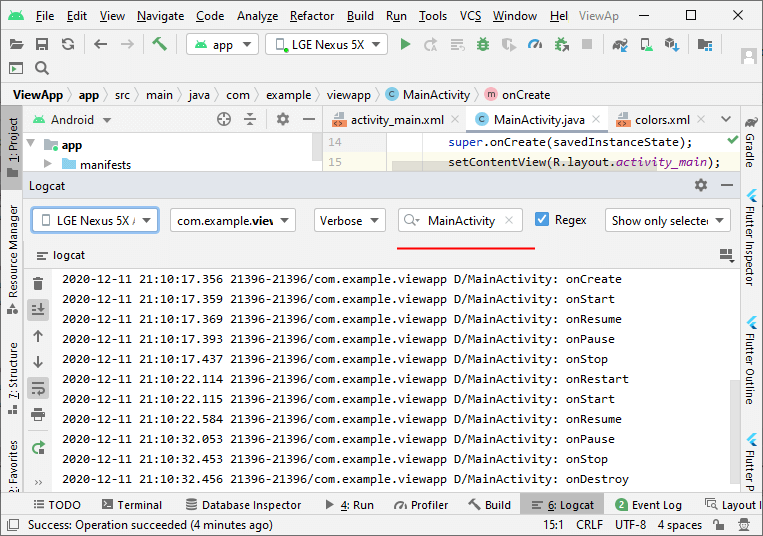 File Edit View Navigate Code Analyze Refactor Build Run Tools VCS Window Hel ViewAp
app LGE Nexus 5X
ViewApp app src main java com example viewapp C MainActivity m onCreate
1: Project
Android
activity_main.xml MainActivity.java colors.xml
app
manifests
14 super.onCreate(savedInstanceState);
15 setContentView(R.layout.activity_main);
Gradle
Logcat
LGE Nexus 5X com.example.view Verbose MainActivity Regex Show only selected
logcat
Resource Manager
Flutter Inspector
2020-12-11 21:10:17.356 21396-21396/com.example.viewapp D/MainActivity: onCreate
2020-12-11 21:10:17.359 21396-21396/com.example.viewapp D/MainActivity: onStart
2020-12-11 21:10:17.369 21396-21396/com.example.viewapp D/MainActivity: onResume
2020-12-11 21:10:17.393 21396-21396/com.example.viewapp D/MainActivity: onPause
2020-12-11 21:10:17.437 21396-21396/com.example.viewapp D/MainActivity: onStop
2020-12-11 21:10:22.114 21396-21396/com.example.viewapp D/MainActivity: onRestart
2020-12-11 21:10:22.115 21396-21396/com.example.viewapp D/MainActivity: onStart
2020-12-11 21:10:22.584 21396-21396/com.example.viewapp D/MainActivity: onResume
2020-12-11 21:10:32.053 21396-21396/com.example.viewapp D/MainActivity: onPause
2020-12-11 21:10:32.453 21396-21396/com.example.viewapp D/MainActivity: onStop
2020-12-11 21:10:32.456 21396-21396/com.example.viewapp D/MainActivity: onDestroy
7: Structure
2: Favorites
Flutter Outline
Flutter P
TODO Terminal Database Inspector 4: Run Profiler Build 6: Logcat 2 Event Log Layout I
Success: Operation succeeded (4 minutes ago) 15:1 CRLF UTF-8 4 spaces